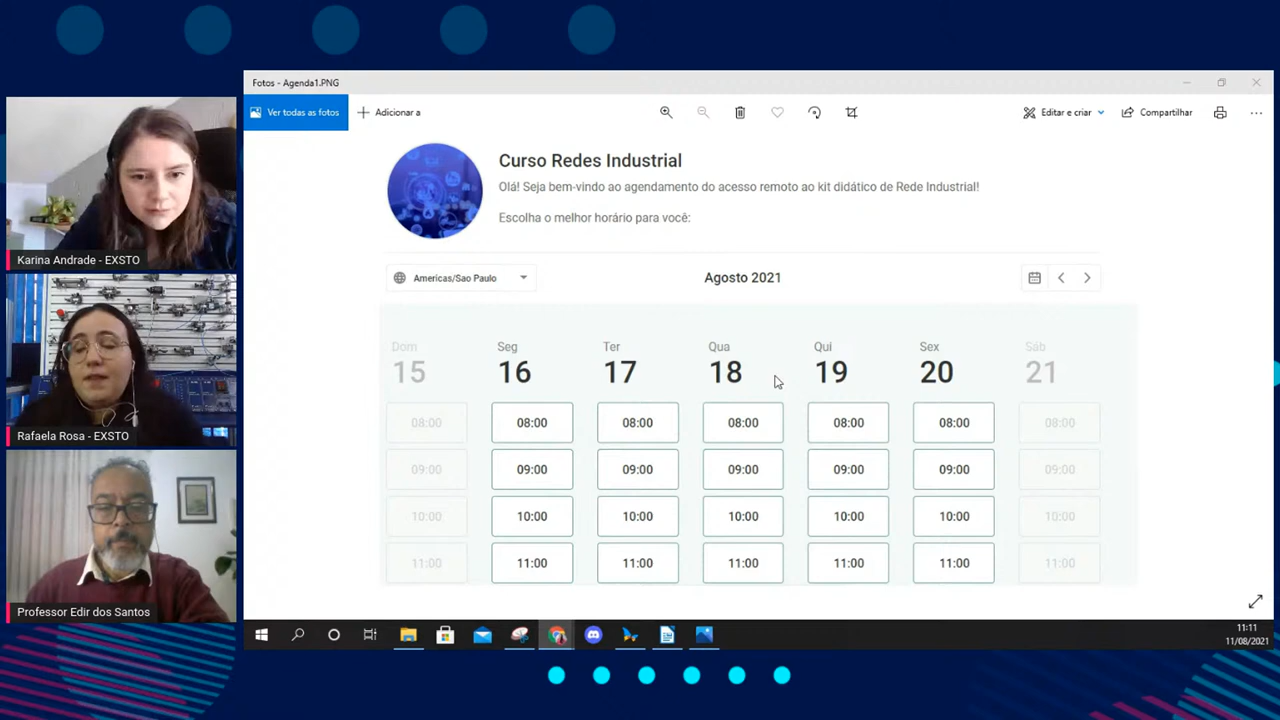 Fotos - Agenda1.PNG
Ver todas as fotos
Adicionar a
Editar e criar
Compartilhar
Curso Redes Industrial
Olá! Seja bem-vindo ao agendamento do acesso remoto ao kit didático de Rede Industrial!
Escolha o melhor horário para você:
Americas/Sao Paulo
Agosto 2021
Dom Seg Ter Qua Qui Sex Sáb
15 16 17 18 19 20 21
08:00 08:00 08:00 08:00 08:00 08:00 08:00
09:00 09:00 09:00 09:00 09:00 09:00 09:00
10:00 10:00 10:00 10:00 10:00 10:00 10:00
11:00 11:00 11:00 11:00 11:00 11:00 11:00
Karina Andrade - EXSTO
Rafaela Rosa - EXSTO
Professor Edir dos Santos
11:11
11/08/2021